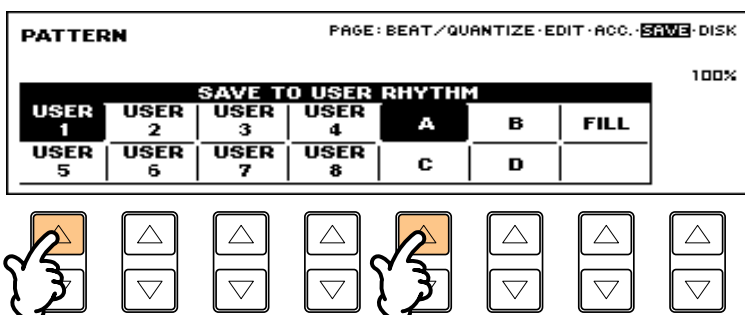 PATTERN PAGE: BEAT/QUANTIZE·EDIT·ACC.·SAVE·DISK
100%
SAVE TO USER RHYTHM
USER 1 USER 2 USER 3 USER 4 A B FILL
USER 5 USER 6 USER 7 USER 8 C D